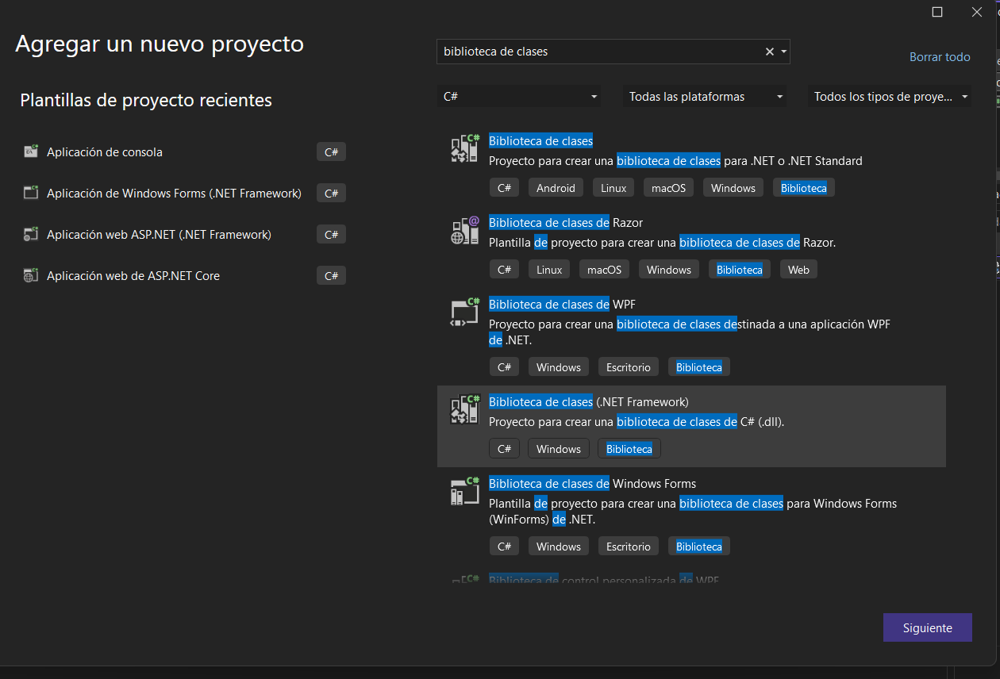 Agregar un nuevo proyecto
biblioteca de clases
Borrar todo
Plantillas de proyecto recientes
C#
Todas las plataformas
Todos los tipos de proye...
Aplicación de consola
C#
Aplicación de Windows Forms (.NET Framework)
C#
Aplicación web ASP.NET (.NET Framework)
C#
Aplicación web de ASP.NET Core
C#
Biblioteca de clases
Proyecto para crear una biblioteca de clases para .NET o .NET Standard
C# Android Linux macOS Windows Biblioteca
Biblioteca de clases de Razor
Plantilla de proyecto para crear una biblioteca de clases de Razor.
C# Linux macOS Windows Biblioteca Web
Biblioteca de clases de WPF
Proyecto para crear una biblioteca de clases destinada a una aplicación WPF
de .NET.
C# Windows Escritorio Biblioteca
Biblioteca de clases (.NET Framework)
Proyecto para crear una biblioteca de clases de C# (.dll).
C# Windows Biblioteca
Biblioteca de clases de Windows Forms
Plantilla de proyecto para crear una biblioteca de clases para Windows Forms
(WinForms) de .NET.
C# Windows Escritorio Biblioteca
Biblioteca de control personalizada de WPF
Siguiente